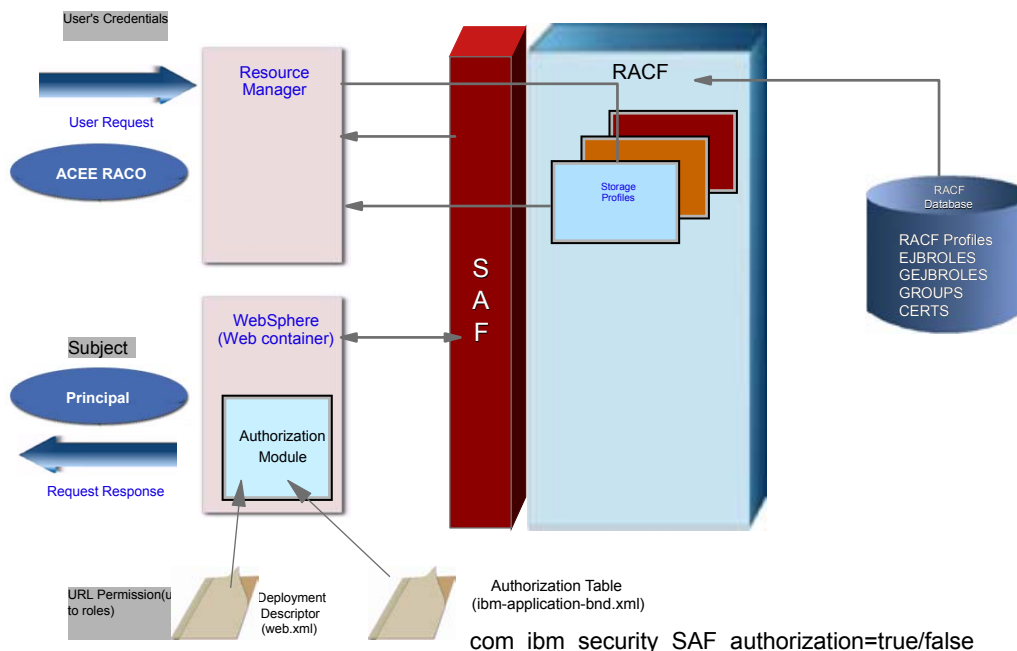 User's Credentials
User Request
ACEE RACO
Resource
Manager
RACF
Storage
Profiles
RACF
Database
RACF Profiles
EJBROLES
GEJBROLES
GROUPS
CERTS
S
A
F
WebSphere
(Web container)
Subject
Principal
Authorization
Module
Request Response
URL Permission(u
to roles)
Deployment
Descriptor
(web.xml)
Authorization Table
(ibm-application-bnd.xml)
com ibm security SAF authorization=true/false